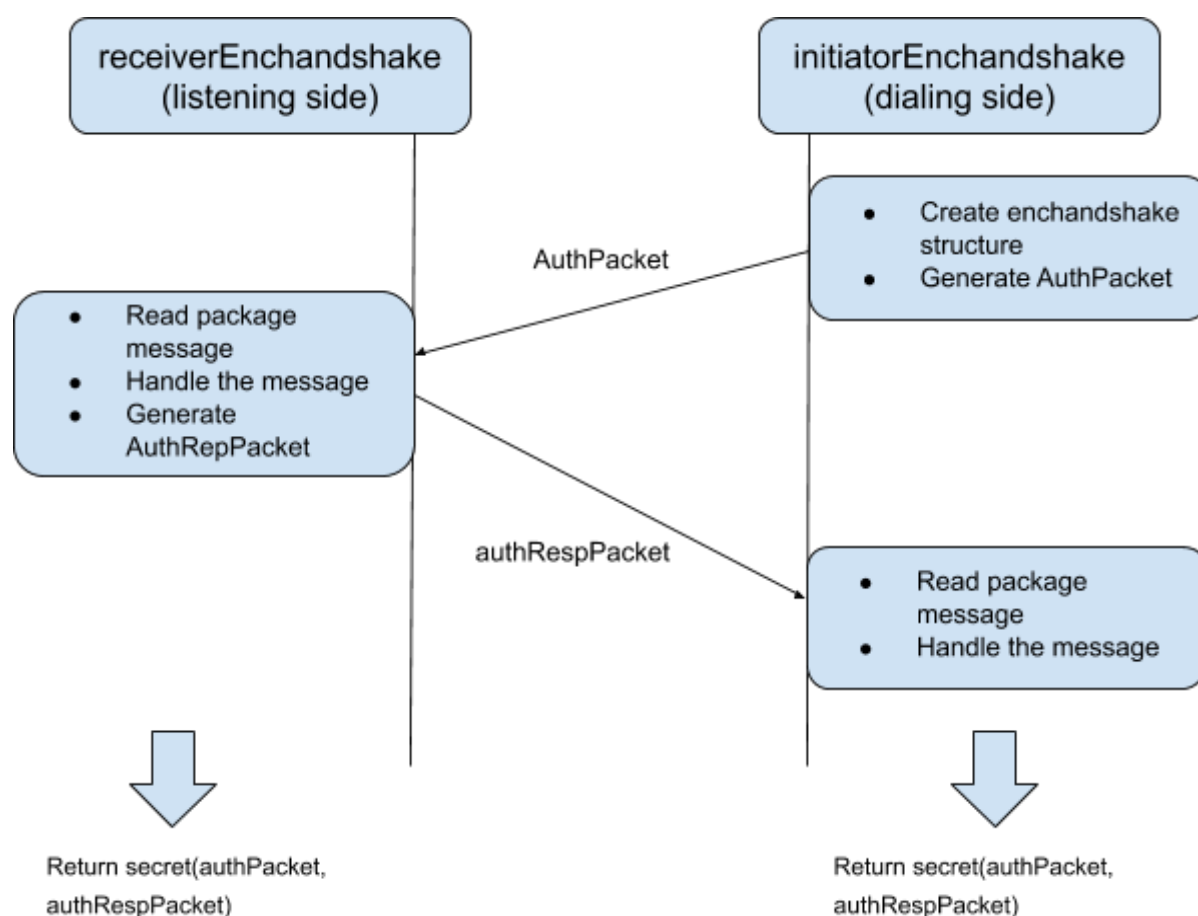 receiverEnchandshake
(listening side)
initiatorEnchandshake
(dialing side)
● Create enchandshake
structure
● Generate AuthPacket
AuthPacket
● Read package
message
● Handle the message
● Generate
AuthRepPacket
authRespPacket
● Read package
message
● Handle the message
Return secret(authPacket,
authRespPacket)
Return secret(authPacket,
authRespPacket)